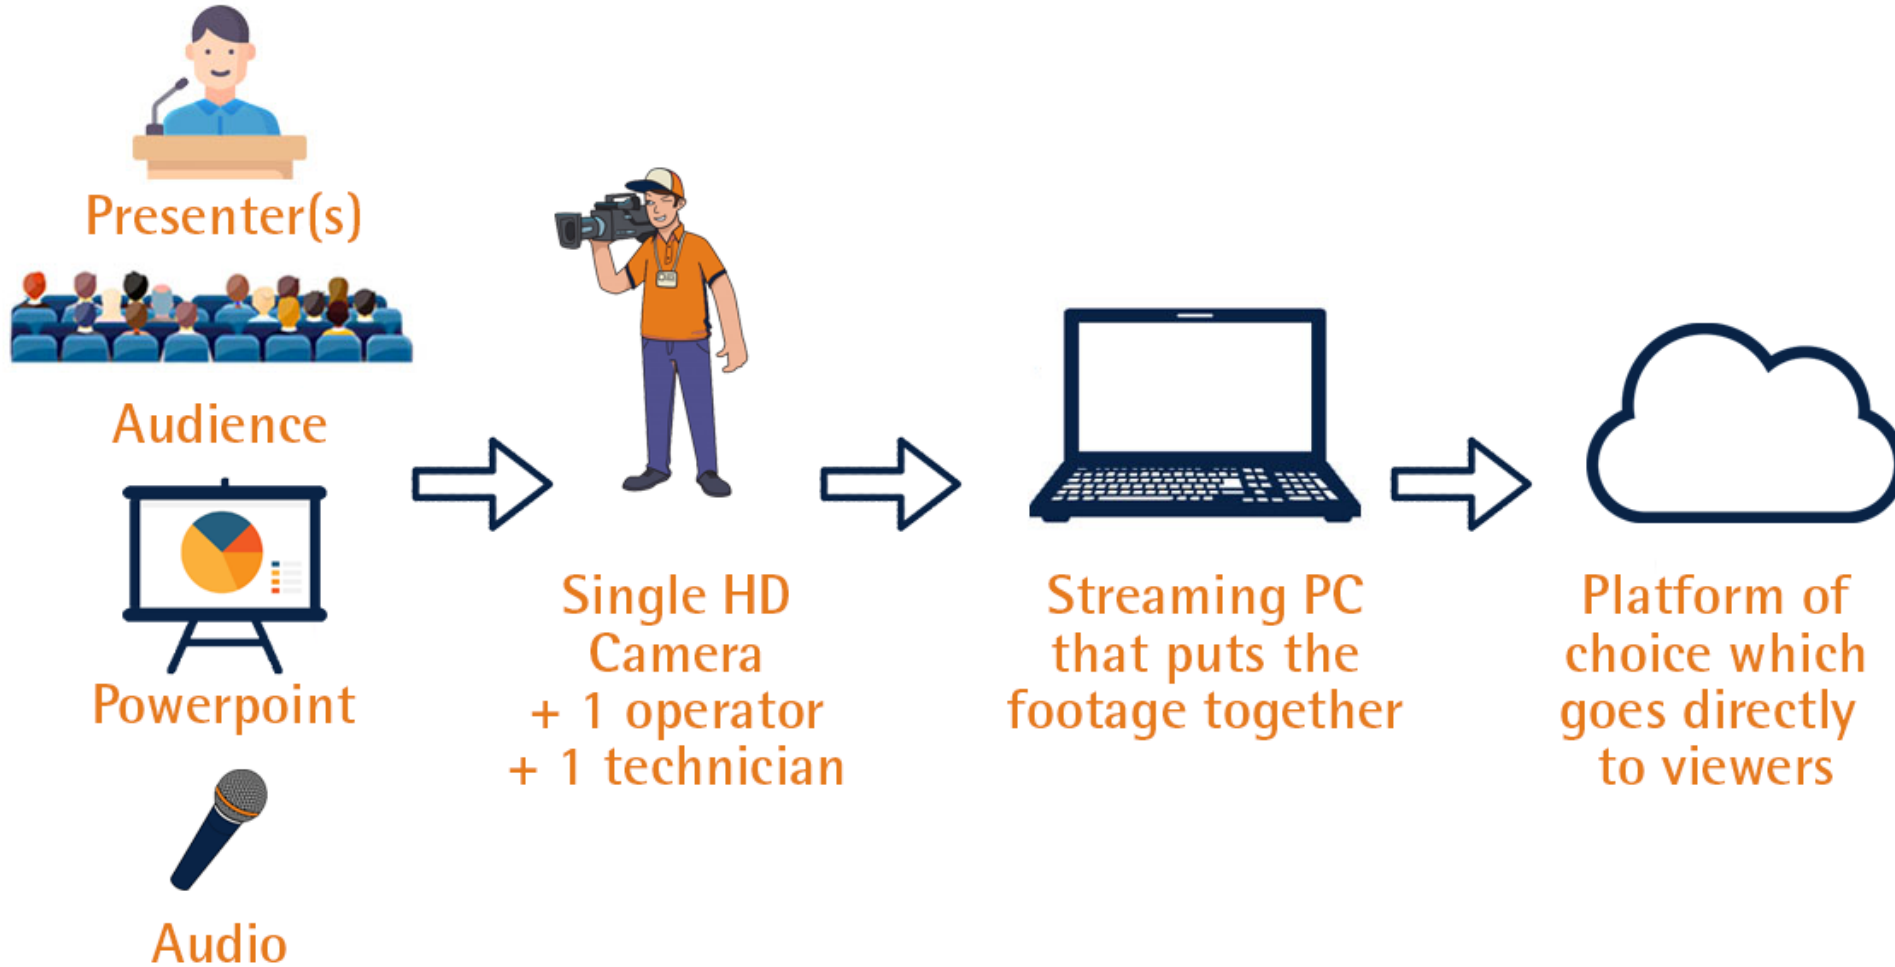 Presenter(s)
Audience
Powerpoint
Audio
Single HD
Camera
+ 1 operator
+ 1 technician
Streaming PC
that puts the
footage together
Platform of
choice which
goes directly
to viewers